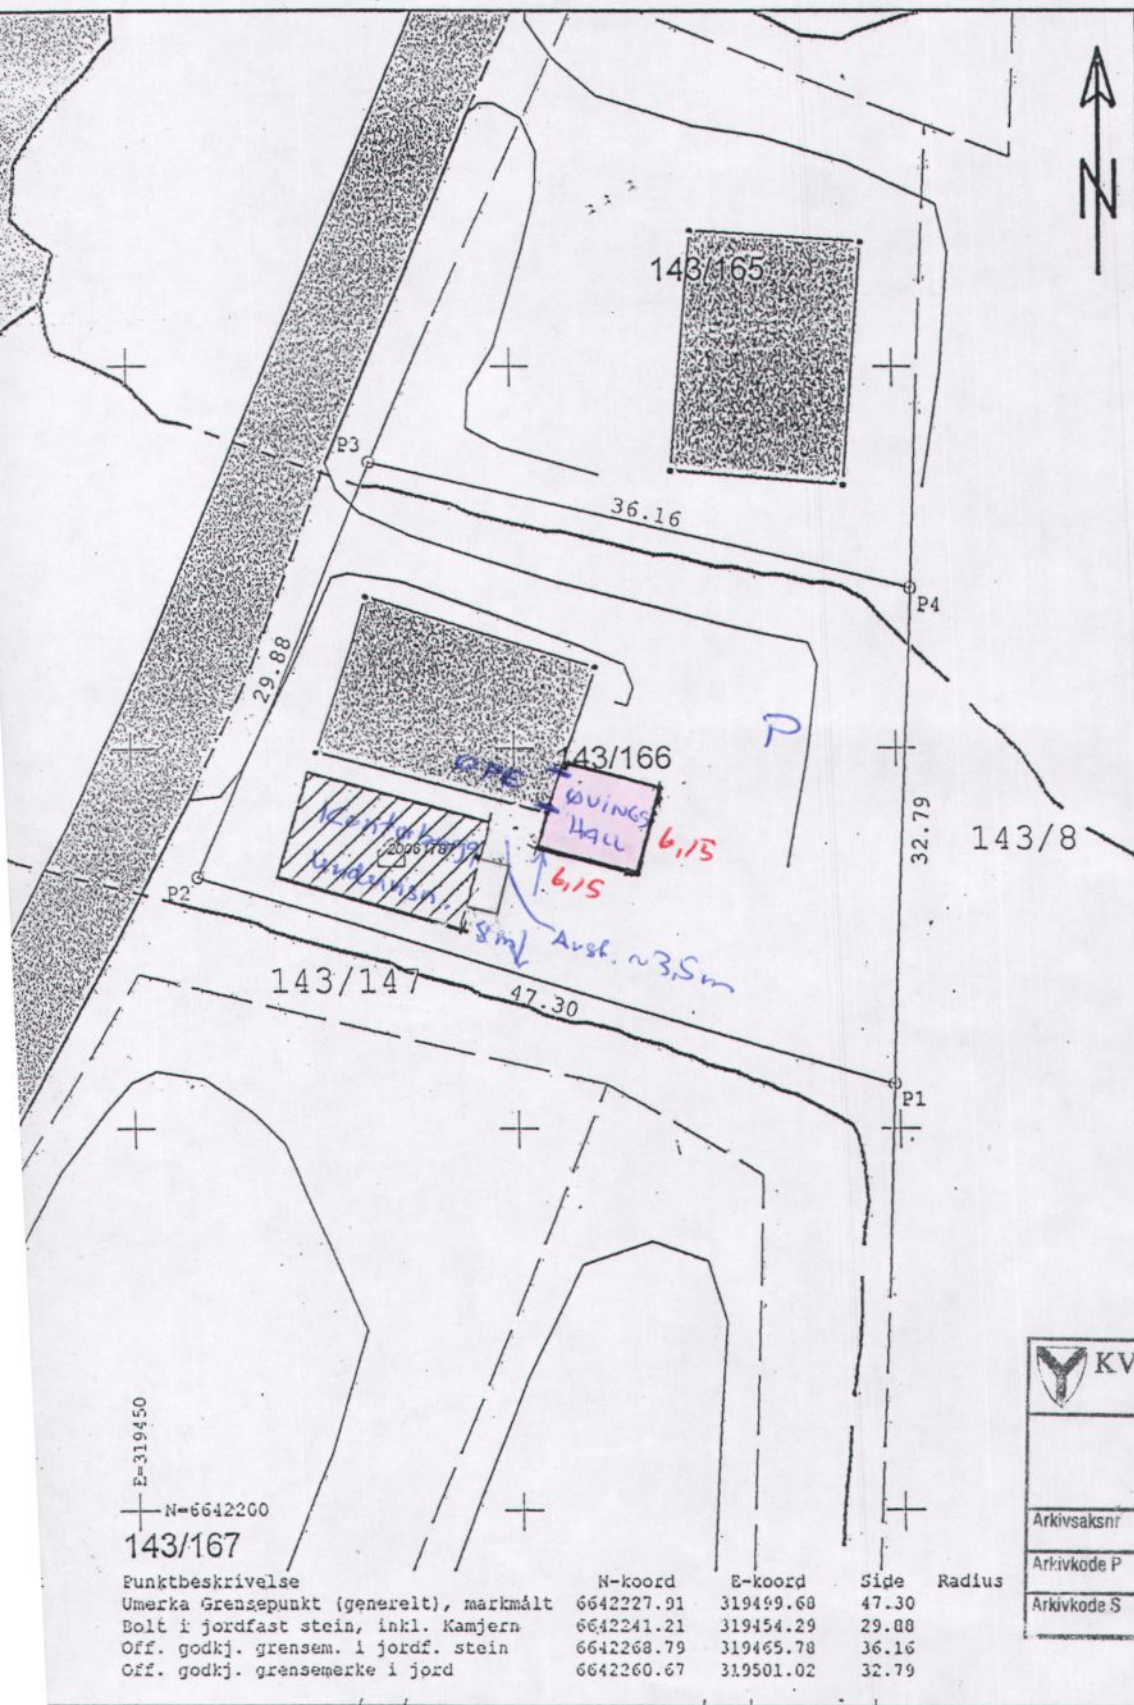 N
143/165
P3
36.16
P4
29.88
P
143/166
OPE
ØVINGS
HALL
6,15
6,15
32.79
143/8
20061787
P2
8m
Avst. ~3,5m
143/147
47.30
P1
KV
E=319450
N=6642200
143/167
Arkivsaksnr
Arkivkode P
Arkivkode S
Punktbeskrivelse N-koord E-koord Side Radius
Umerka Grensepunkt (generelt), markmålt 6642227.91 319499.68 47.30
Bolt i jordfast stein, inkl. Kamjern 6642241.21 319454.29 29.88
Off. godkj. grensem. i jordf. stein 6642268.79 319465.78 36.16
Off. godkj. grensemerke i jord 6642260.67 319501.02 32.79